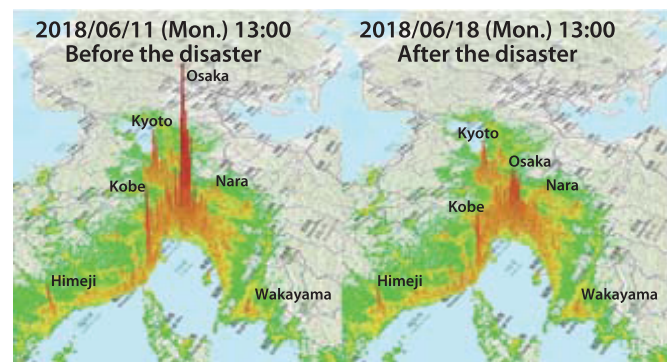 2018/06/11 (Mon.) 13:00
Before the disaster
Osaka
Kyoto
Kobe
Nara
Himeji
Wakayama
2018/06/18 (Mon.) 13:00
After the disaster
Kyoto
Osaka
Nara
Kobe
Himeji
Wakayama